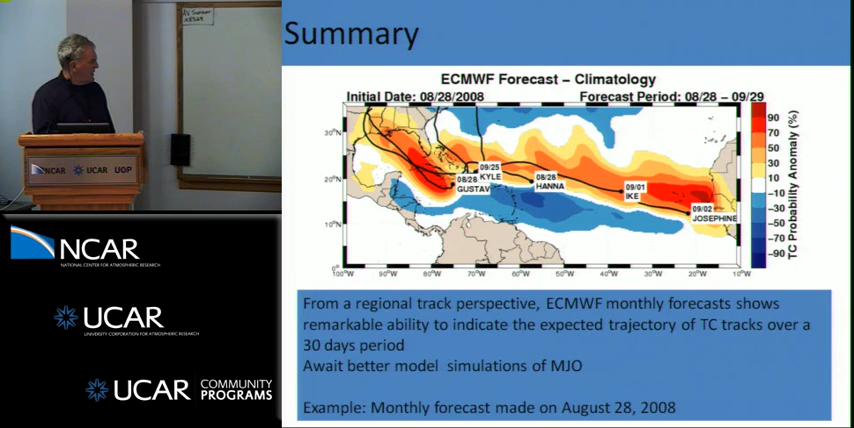 Summary
ECMWF Forecast – Climatology
Initial Date: 08/28/2008 Forecast Period: 08/28 – 09/29
30°N
20°N
10°N
0°
100°W 90°W 80°W 70°W 60°W 50°W 40°W 30°W 20°W 10°W
08/28 GUSTAV
09/25 KYLE
08/28 HANNA
09/01 IKE
09/02 JOSEPHINE
90
70
50
30
10
-10
-30
-50
-70
-90
TC Probability Anomaly (%)
From a regional track perspective, ECMWF monthly forecasts shows
remarkable ability to indicate the expected trajectory of TC tracks over a
30 days period
Await better model simulations of MJO
Example: Monthly forecast made on August 28, 2008
NCAR UCAR UOP
NCAR
NATIONAL CENTER FOR ATMOSPHERIC RESEARCH
UCAR
UNIVERSITY CORPORATION FOR ATMOSPHERIC RESEARCH
UCAR COMMUNITY
PROGRAMS